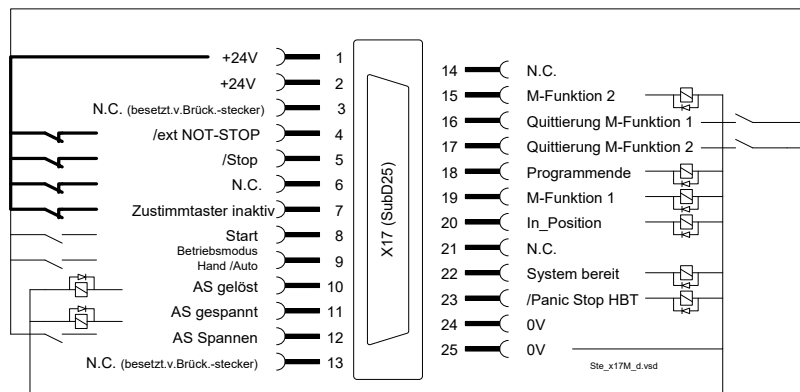 +24V 1
+24V 2
N.C. (besetzt.v.Brück.-stecker) 3
/ext NOT-STOP 4
/Stop 5
N.C. 6
Zustimmtaster inaktiv 7
Start 8
Betriebsmodus
Hand /Auto 9
AS gelöst 10
AS gespannt 11
AS Spannen 12
N.C. (besetzt.v.Brück.-stecker) 13
X17 (SubD25)
14 N.C.
15 M-Funktion 2
16 Quittierung M-Funktion 1
17 Quittierung M-Funktion 2
18 Programmende
19 M-Funktion 1
20 In_Position
21 N.C.
22 System bereit
23 /Panic Stop HBT
24 0V
25 0V
Ste_x17M_d.vsd